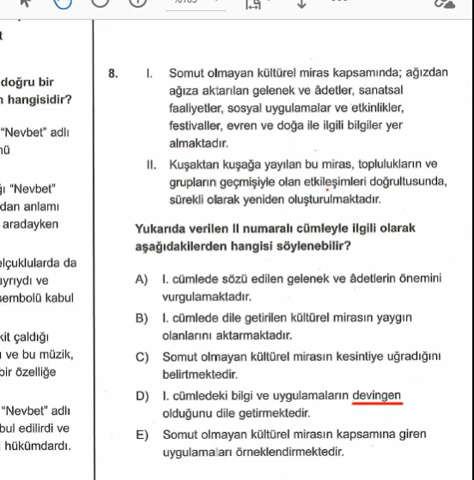 %103
t
doğru bir
n hangisidir?
"Nevbet" adlı
nü
ğı "Nevbet"
dan anlamı
aradayken
elçuklularda da
ayrıydı ve
sembolü kabul
kit çaldığı
ı ve bu müzik,
bir özelliğe
"Nevbet" adlı
bul edilirdi ve
hükümdardı.
8. I. Somut olmayan kültürel miras kapsamında; ağızdan
ağıza aktarılan gelenek ve âdetler, sanatsal
faaliyetler, sosyal uygulamalar ve etkinlikler,
festivaller, evren ve doğa ile ilgili bilgiler yer
almaktadır.
II. Kuşaktan kuşağa yayılan bu miras, toplulukların ve
grupların geçmişiyle olan etkileşimleri doğrultusunda,
sürekli olarak yeniden oluşturulmaktadır.
Yukarıda verilen II numaralı cümleyle ilgili olarak
aşağıdakilerden hangisi söylenebilir?
A) I. cümlede sözü edilen gelenek ve âdetlerin önemini
vurgulamaktadır.
B) I. cümlede dile getirilen kültürel mirasın yaygın
olanlarını aktarmaktadır.
C) Somut olmayan kültürel mirasın kesintiye uğradığını
belirtmektedir.
D) I. cümledeki bilgi ve uygulamaların devingen
olduğunu dile getirmektedir.
E) Somut olmayan kültürel mirasın kapsamına giren
uygulamaları örneklendirmektedir.